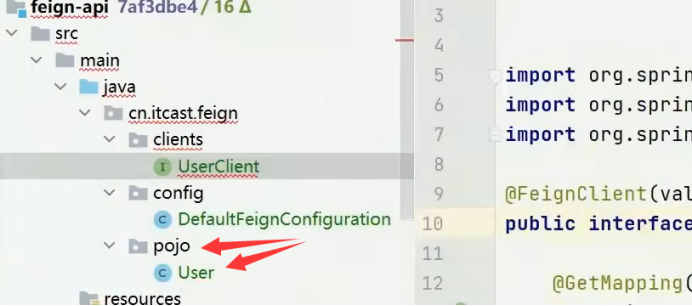 feign-api 7af3dbe4 / 16 Δ
src
main
java
cn.itcast.feign
clients
UserClient
config
DefaultFeignConfiguration
pojo
User
resources
3
4
5 import org.sprin
6 import org.sprin
7 import org.sprin
8
9 @FeignClient(val
10 public interface
11
12 @GetMapping(